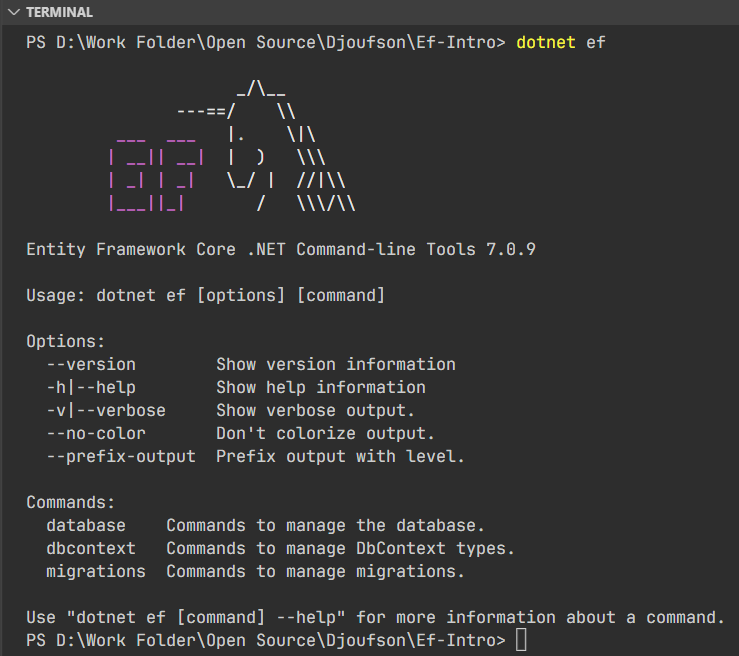 TERMINAL
PS D:\Work Folder\Open Source\Djoufson\Ef-Intro> dotnet ef
                     _/\__
               ---==/    \\
         ___  ___   |.    \|\
        | __|| __|  |  )   \\\
        | _| | _|   \_/ |  //|\\
        |___||_|       /   \\\/\\
Entity Framework Core .NET Command-line Tools 7.0.9
Usage: dotnet ef [options] [command]
Options:
  --version        Show version information
  -h|--help        Show help information
  -v|--verbose     Show verbose output.
  --no-color       Don't colorize output.
  --prefix-output  Prefix output with level.
Commands:
  database    Commands to manage the database.
  dbcontext   Commands to manage DbContext types.
  migrations  Commands to manage migrations.
Use "dotnet ef [command] --help" for more information about a command.
PS D:\Work Folder\Open Source\Djoufson\Ef-Intro>